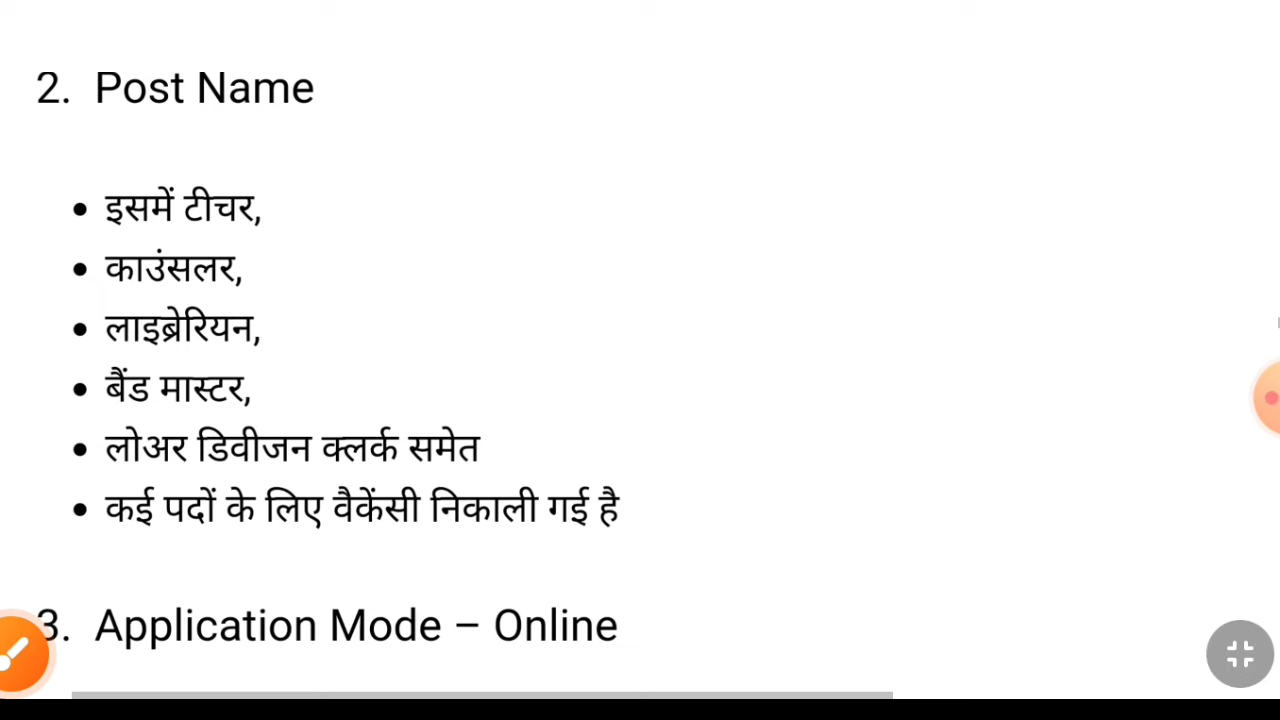 2. Post Name
• इसमें टीचर,
• काउंसलर,
• लाइब्रेरियन,
• बैंड मास्टर,
• लोअर डिवीजन क्लर्क समेत
• कई पदों के लिए वैकेंसी निकाली गई है
3. Application Mode – Online